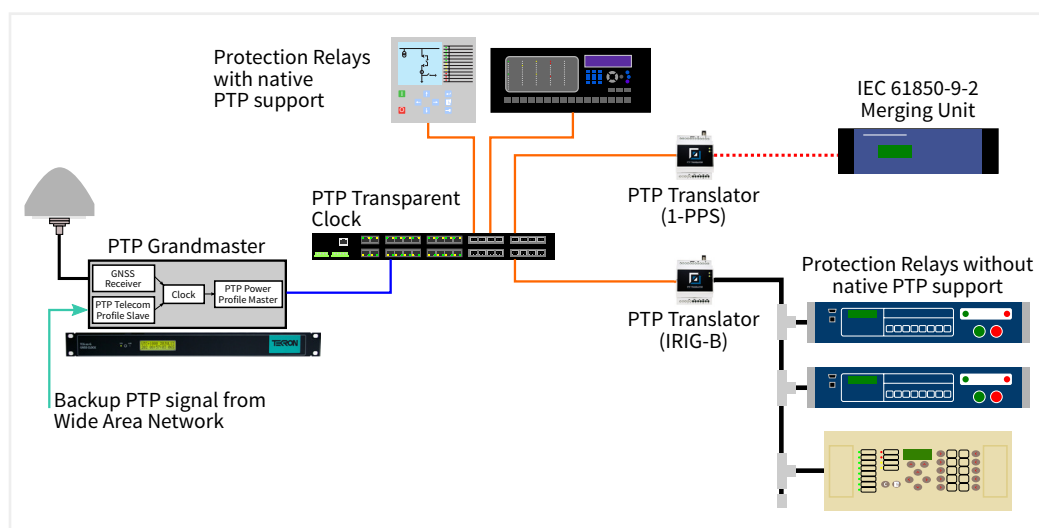 Protection Relays
with native
PTP support
IEC 61850-9-2
Merging Unit
PTP Translator
(1-PPS)
PTP Transparent
Clock
PTP Grandmaster
GNSS
Receiver
Clock
PTP Power
Profile Master
PTP Telecom
Profile Slave
TEKRON
Backup PTP signal from
Wide Area Network
PTP Translator
(IRIG-B)
Protection Relays without
native PTP support